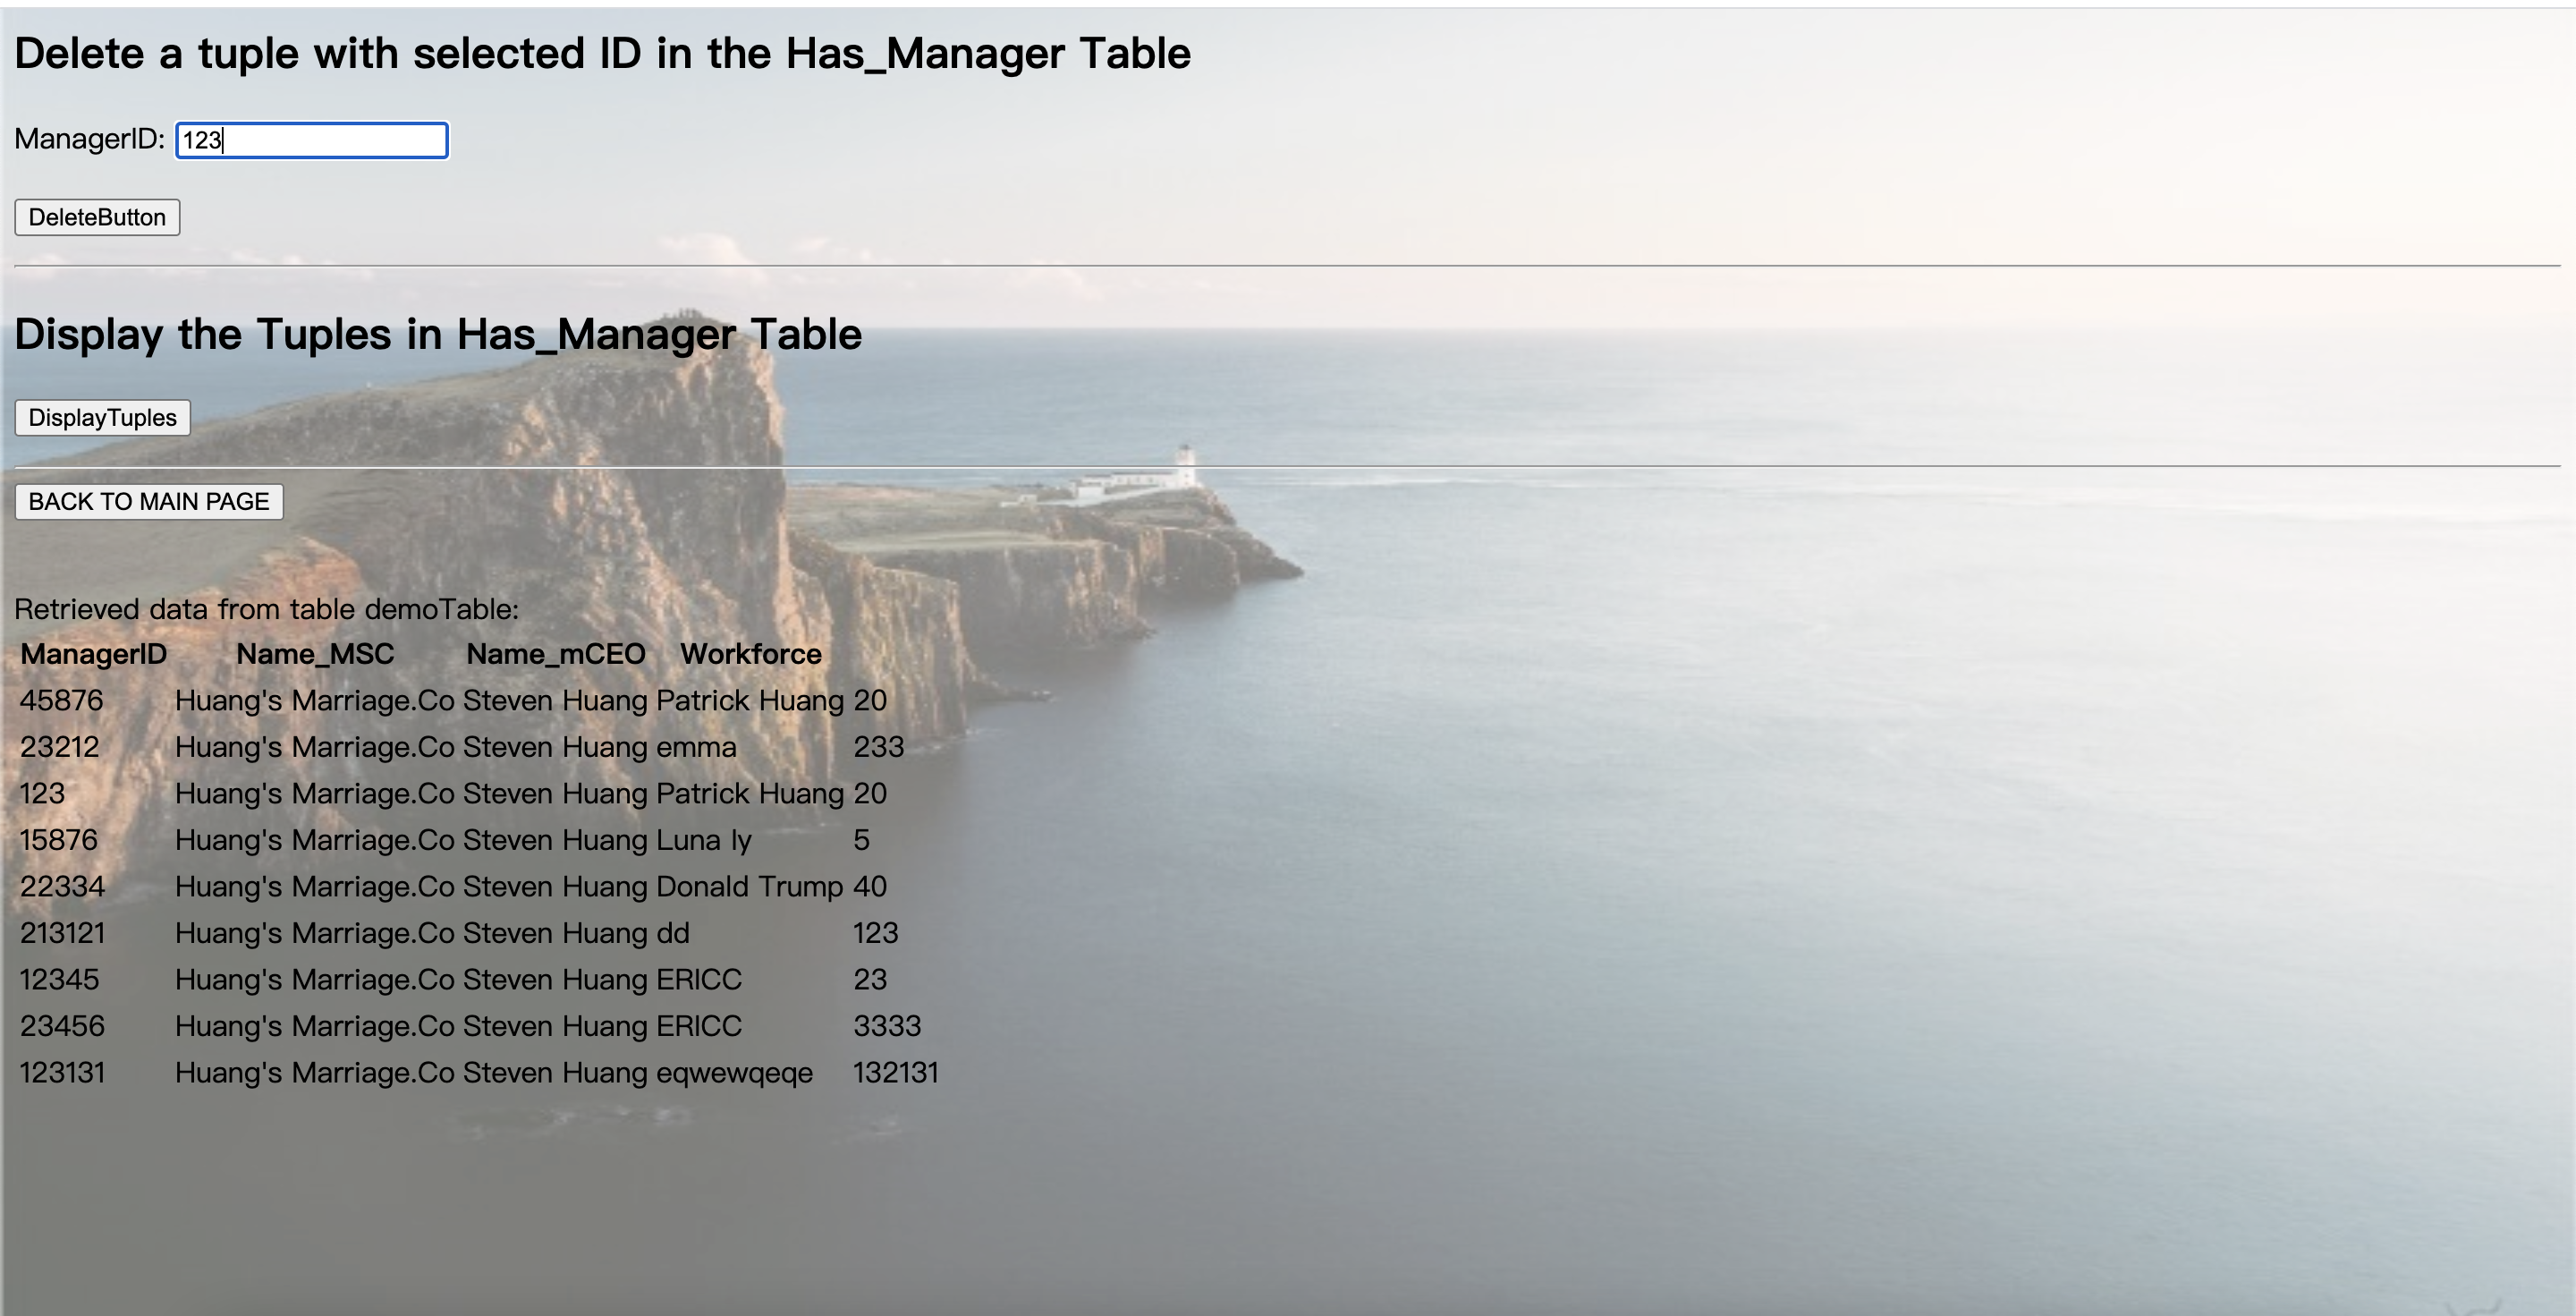 Delete a tuple with selected ID in the Has_Manager Table
ManagerID: 123
DeleteButton
Display the Tuples in Has_Manager Table
DisplayTuples
BACK TO MAIN PAGE
Retrieved data from table demoTable:
ManagerID Name_MSC Name_mCEO Workforce
45876 Huang's Marriage.Co Steven Huang Patrick Huang 20
23212 Huang's Marriage.Co Steven Huang emma 233
123 Huang's Marriage.Co Steven Huang Patrick Huang 20
15876 Huang's Marriage.Co Steven Huang Luna ly 5
22334 Huang's Marriage.Co Steven Huang Donald Trump 40
213121 Huang's Marriage.Co Steven Huang dd 123
12345 Huang's Marriage.Co Steven Huang ERICC 23
23456 Huang's Marriage.Co Steven Huang ERICC 3333
123131 Huang's Marriage.Co Steven Huang eqwewqeqe 132131